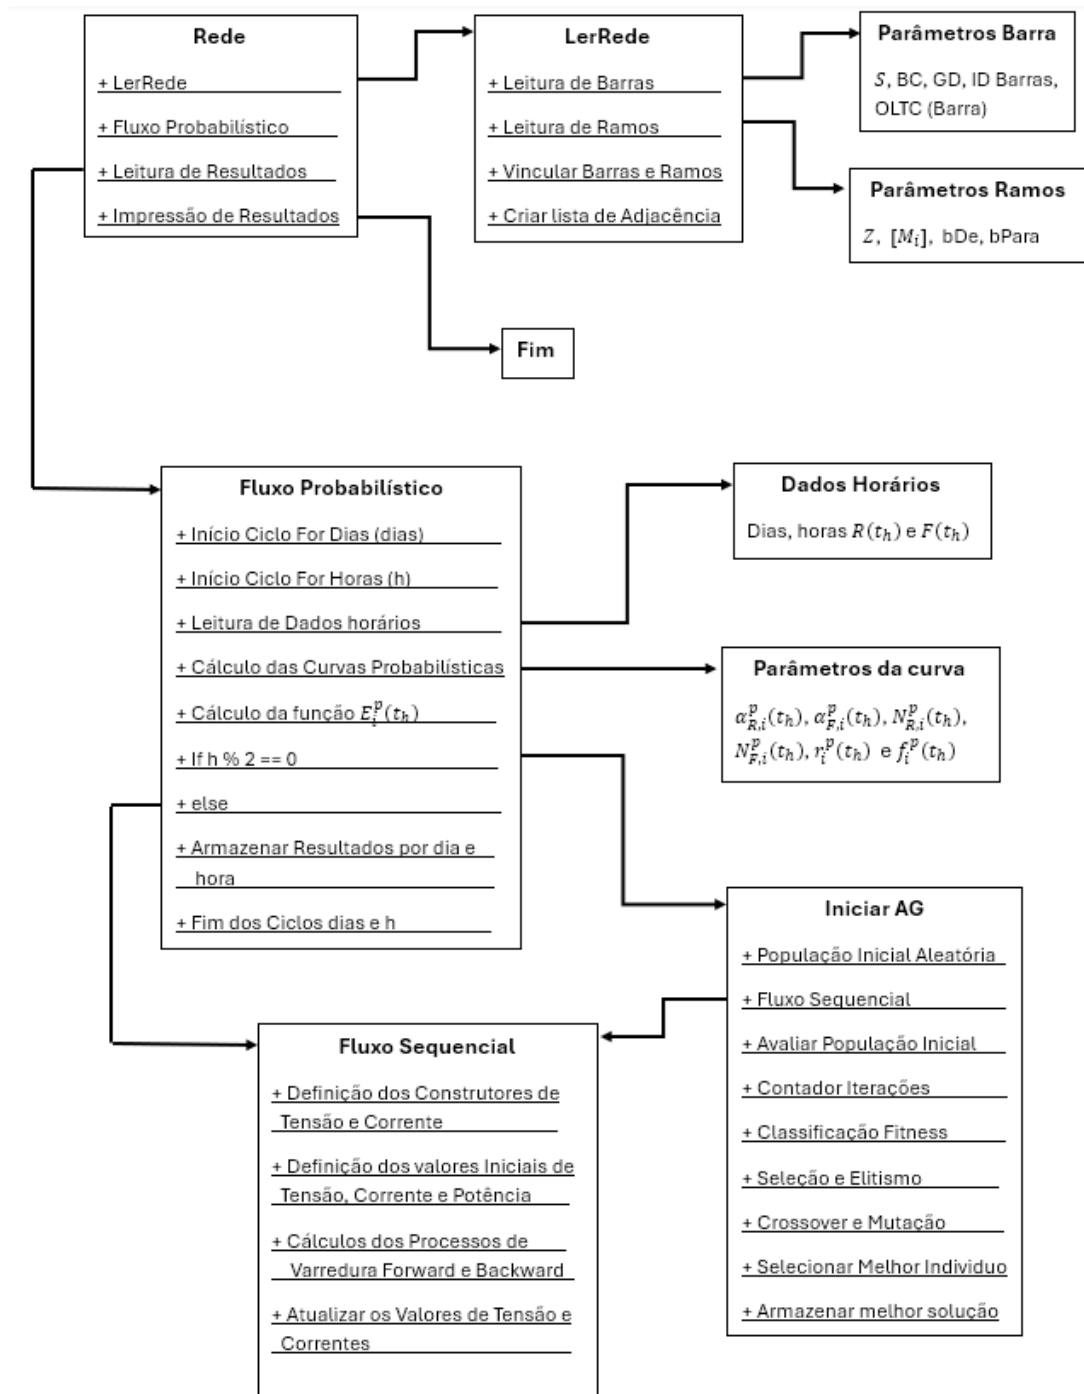 Rede
+ LerRede
+ Fluxo Probabilístico
+ Leitura de Resultados
+ Impressão de Resultados
LerRede
+ Leitura de Barras
+ Leitura de Ramos
+ Vincular Barras e Ramos
+ Criar lista de Adjacência
Parâmetros Barra
S, BC, GD, ID Barras,
OLTC (Barra)
Parâmetros Ramos
Z, [M_i], bDe, bPara
Fim
Fluxo Probabilístico
+ Início Ciclo For Dias (dias)
+ Início Ciclo For Horas (h)
+ Leitura de Dados horários
+ Cálculo das Curvas Probabilísticas
+ Cálculo da função E_i^p(t_h)
+ If h % 2 == 0
+ else
+ Armazenar Resultados por dia e
hora
+ Fim dos Ciclos dias e h
Dados Horários
Dias, horas R(t_h) e F(t_h)
Parâmetros da curva
α_{R,i}^p(t_h), α_{F,i}^p(t_h), N_{R,i}^p(t_h),
N_{F,i}^p(t_h), r_i^p(t_h) e f_i^p(t_h)
Iniciar AG
+ População Inicial Aleatória
+ Fluxo Sequencial
+ Avaliar População Inicial
+ Contador Iterações
+ Classificação Fitness
+ Seleção e Elitismo
+ Crossover e Mutação
+ Selecionar Melhor Individuo
+ Armazenar melhor solução
Fluxo Sequencial
+ Definição dos Construtores de
Tensão e Corrente
+ Definição dos valores Iniciais de
Tensão, Corrente e Potência
+ Cálculos dos Processos de
Varredura Forward e Backward
+ Atualizar os Valores de Tensão e
Correntes